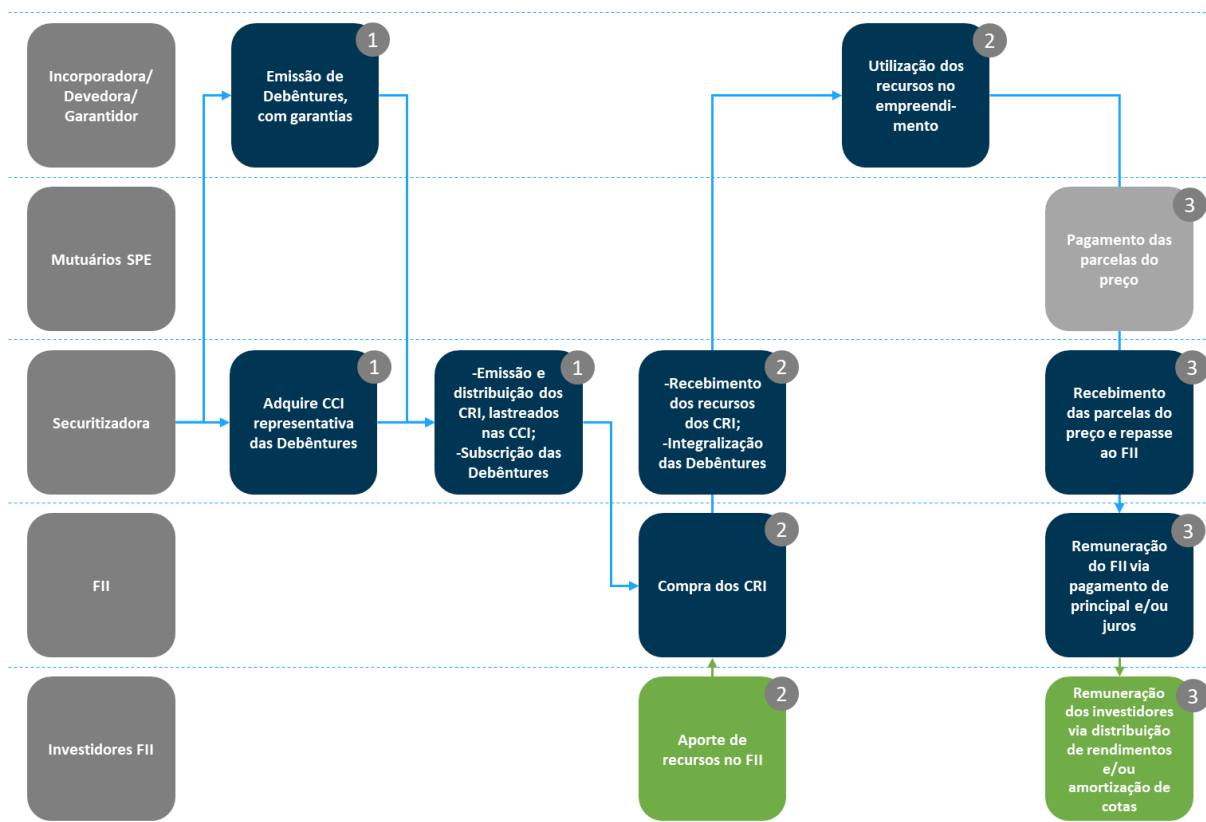 Incorporadora/
Devedora/
Garantidor
1
Emissão de
Debêntures,
com garantias
2
Utilização dos
recursos no
empreendi-
mento
Mutuários SPE
3
Pagamento das
parcelas do
preço
Securitizadora
1
Adquire CCI
representativa
das Debêntures
1
-Emissão e
distribuição dos
CRI, lastreados
nas CCI;
-Subscrição das
Debêntures
2
-Recebimento
dos recursos
dos CRI;
-Integralização
das Debêntures
3
Recebimento
das parcelas do
preço e repasse
ao FII
FII
2
Compra dos CRI
3
Remuneração
do FII via
pagamento de
principal e/ou
juros
Investidores FII
2
Aporte de
recursos no FII
3
Remuneração
dos investidores
via distribuição
de rendimentos
e/ou
amortização de
cotas